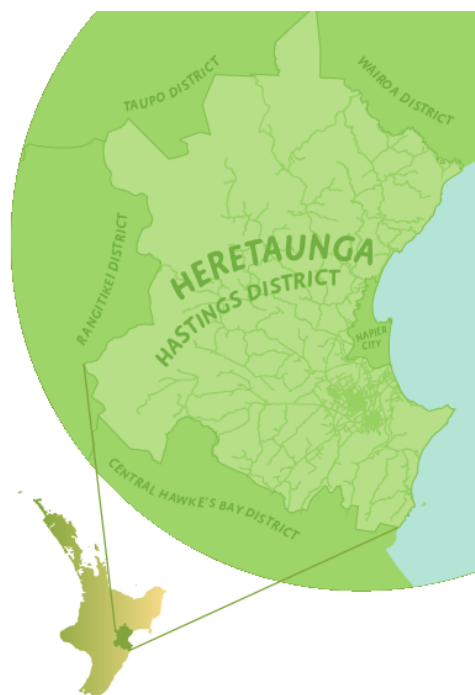 TAUPO DISTRICT
WAIROA DISTRICT
RANGITIKEI DISTRICT
HERETAUNGA
HASTINGS DISTRICT
NAPIER
CITY
CENTRAL HAWKE'S BAY DISTRICT